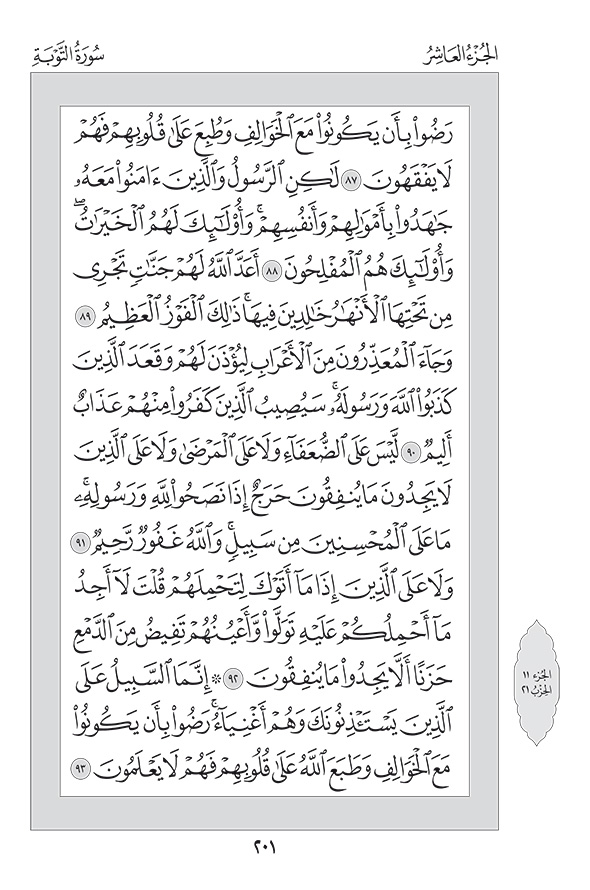 الجُزْءُ العَاشِرُ
سُورَةُ التَّوْبَةِ
رَضُوا۟ بِأَن يَكُونُوا۟ مَعَ ٱلْخَوَالِفِ وَطُبِعَ عَلَىٰ قُلُوبِهِمْ فَهُمْ
لَا يَفْقَهُونَ ٨٧ لَٰكِنِ ٱلرَّسُولُ وَٱلَّذِينَ ءَامَنُوا۟ مَعَهُۥ
جَٰهَدُوا۟ بِأَمْوَٰلِهِمْ وَأَنفُسِهِمْ ۚ وَأُو۟لَٰٓئِكَ لَهُمُ ٱلْخَيْرَٰتُ ۖ
وَأُو۟لَٰٓئِكَ هُمُ ٱلْمُفْلِحُونَ ٨٨ أَعَدَّ ٱللَّهُ لَهُمْ جَنَّٰتٍ تَجْرِى
مِن تَحْتِهَا ٱلْأَنْهَٰرُ خَٰلِدِينَ فِيهَا ۚ ذَٰلِكَ ٱلْفَوْزُ ٱلْعَظِيمُ ٨٩
وَجَآءَ ٱلْمُعَذِّرُونَ مِنَ ٱلْأَعْرَابِ لِيُؤْذَنَ لَهُمْ وَقَعَدَ ٱلَّذِينَ
كَذَبُوا۟ ٱللَّهَ وَرَسُولَهُۥ ۚ سَيُصِيبُ ٱلَّذِينَ كَفَرُوا۟ مِنْهُمْ عَذَابٌ
أَلِيمٌ ٩٠ لَّيْسَ عَلَى ٱلضُّعَفَآءِ وَلَا عَلَى ٱلْمَرْضَىٰ وَلَا عَلَى ٱلَّذِينَ
لَا يَجِدُونَ مَا يُنفِقُونَ حَرَجٌ إِذَا نَصَحُوا۟ لِلَّهِ وَرَسُولِهِۦ ۚ
مَا عَلَى ٱلْمُحْسِنِينَ مِن سَبِيلٍ ۚ وَٱللَّهُ غَفُورٌ رَّحِيمٌ ٩١
وَلَا عَلَى ٱلَّذِينَ إِذَا مَآ أَتَوْكَ لِتَحْمِلَهُمْ قُلْتَ لَآ أَجِدُ
مَآ أَحْمِلُكُمْ عَلَيْهِ تَوَلَّوا۟ وَّأَعْيُنُهُمْ تَفِيضُ مِنَ ٱلدَّمْعِ
حَزَنًا أَلَّا يَجِدُوا۟ مَا يُنفِقُونَ ٩٢ ۞ إِنَّمَا ٱلسَّبِيلُ عَلَى
ٱلَّذِينَ يَسْتَـْٔذِنُونَكَ وَهُمْ أَغْنِيَآءُ ۚ رَضُوا۟ بِأَن يَكُونُوا۟
مَعَ ٱلْخَوَالِفِ وَطَبَعَ ٱللَّهُ عَلَىٰ قُلُوبِهِمْ فَهُمْ لَا يَعْلَمُونَ ٩٣
الجُزء ١١
الحِزْبُ ٢١
٢٠١